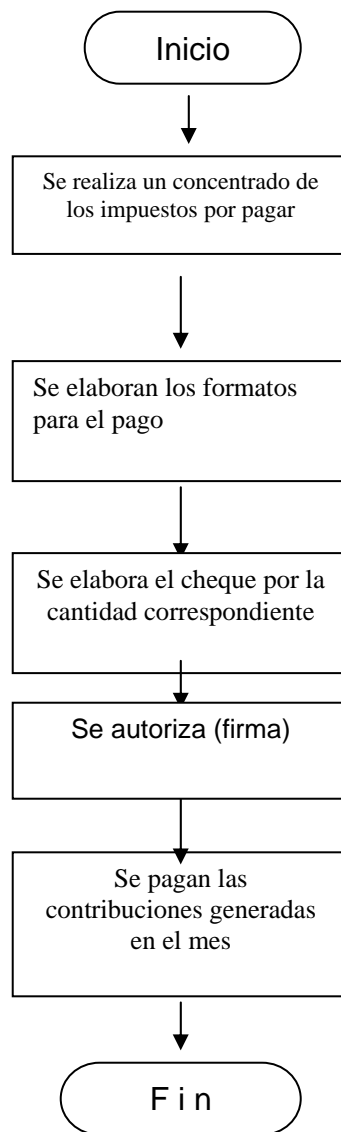 Inicio
Se realiza un concentrado de
los impuestos por pagar
Se elaboran los formatos
para el pago
Se elabora el cheque por la
cantidad correspondiente
Se autoriza (firma)
Se pagan las
contribuciones generadas
en el mes
F i n